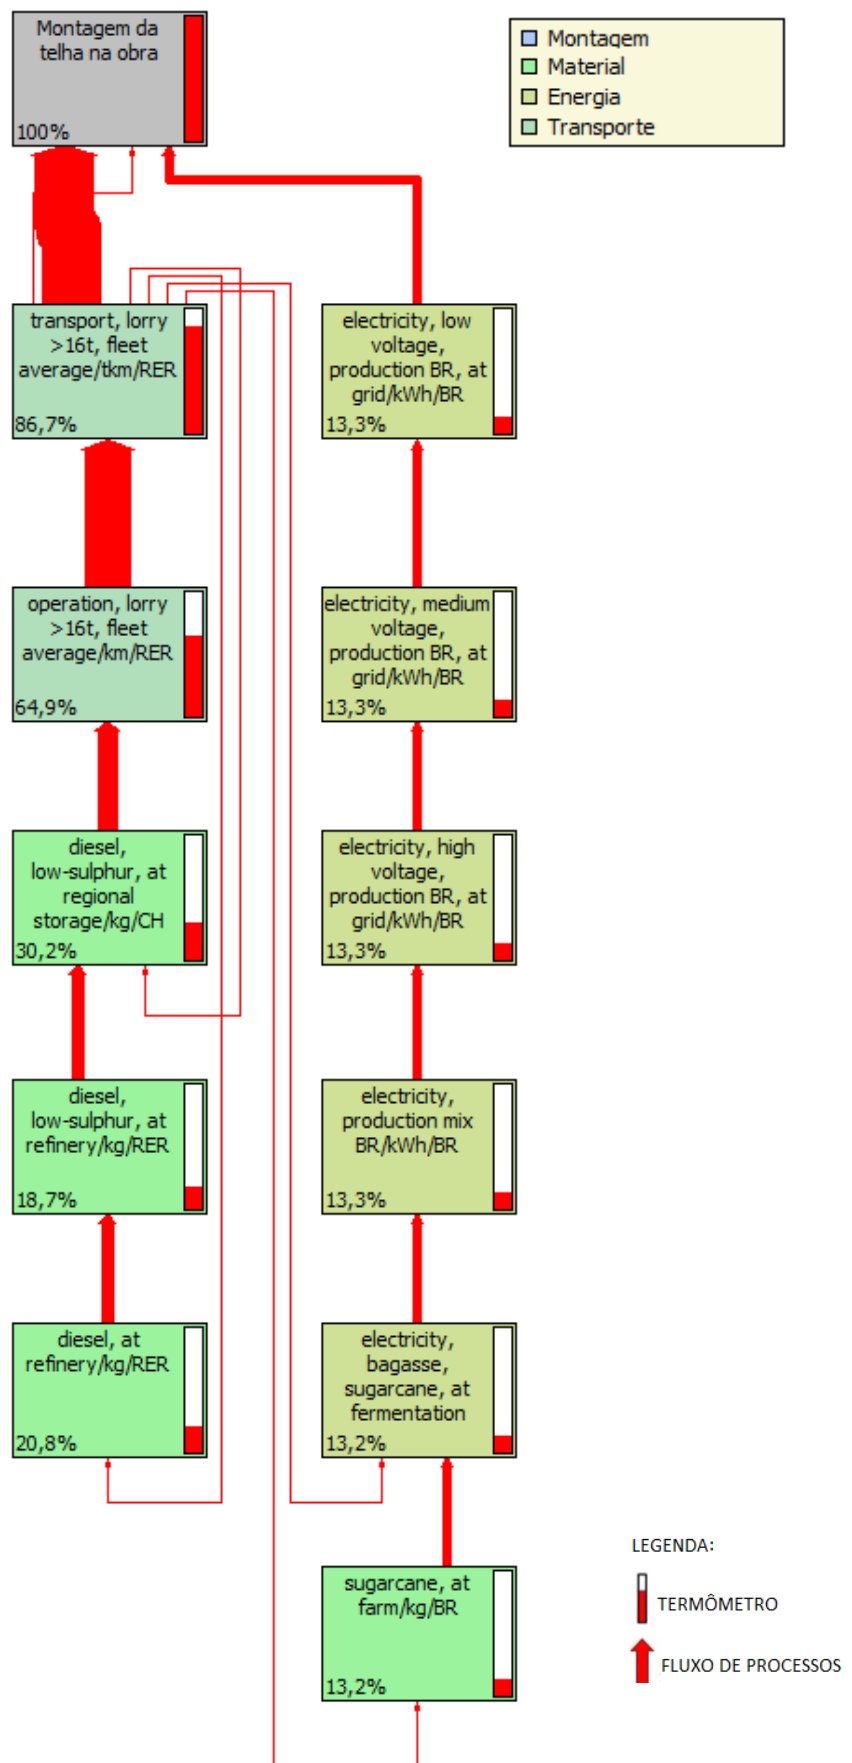 Montagem da
telha na obra
100%
Montagem
Material
Energia
Transporte
transport, lorry
>16t, fleet
average/tkm/RER
86,7%
electricity, low
voltage,
production BR, at
grid/kWh/BR
13,3%
operation, lorry
>16t, fleet
average/km/RER
64,9%
electricity, medium
voltage,
production BR, at
grid/kWh/BR
13,3%
diesel,
low-sulphur, at
regional
storage/kg/CH
30,2%
electricity, high
voltage,
production BR, at
grid/kWh/BR
13,3%
diesel,
low-sulphur, at
refinery/kg/RER
18,7%
electricity,
production mix
BR/kWh/BR
13,3%
diesel, at
refinery/kg/RER
20,8%
electricity,
bagasse,
sugarcane, at
fermentation
13,2%
sugarcane, at
farm/kg/BR
13,2%
LEGENDA:
TERMÔMETRO
FLUXO DE PROCESSOS